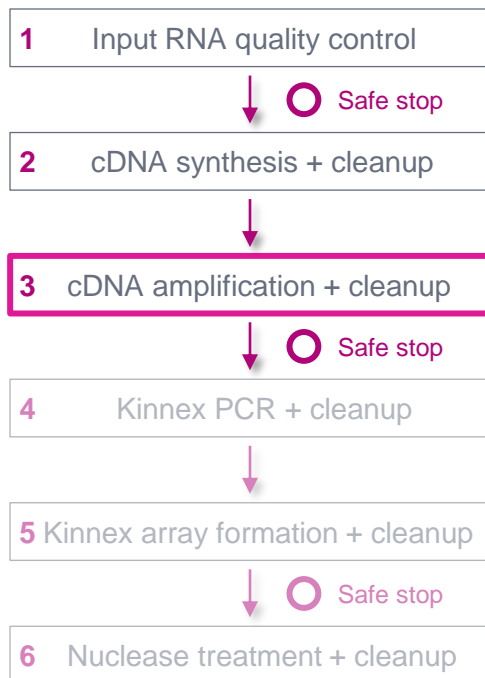 1 Input RNA quality control
Safe stop
2 cDNA synthesis + cleanup
3 cDNA amplification + cleanup
Safe stop
4 Kinnex PCR + cleanup
5 Kinnex array formation + cleanup
Safe stop
6 Nuclease treatment + cleanup